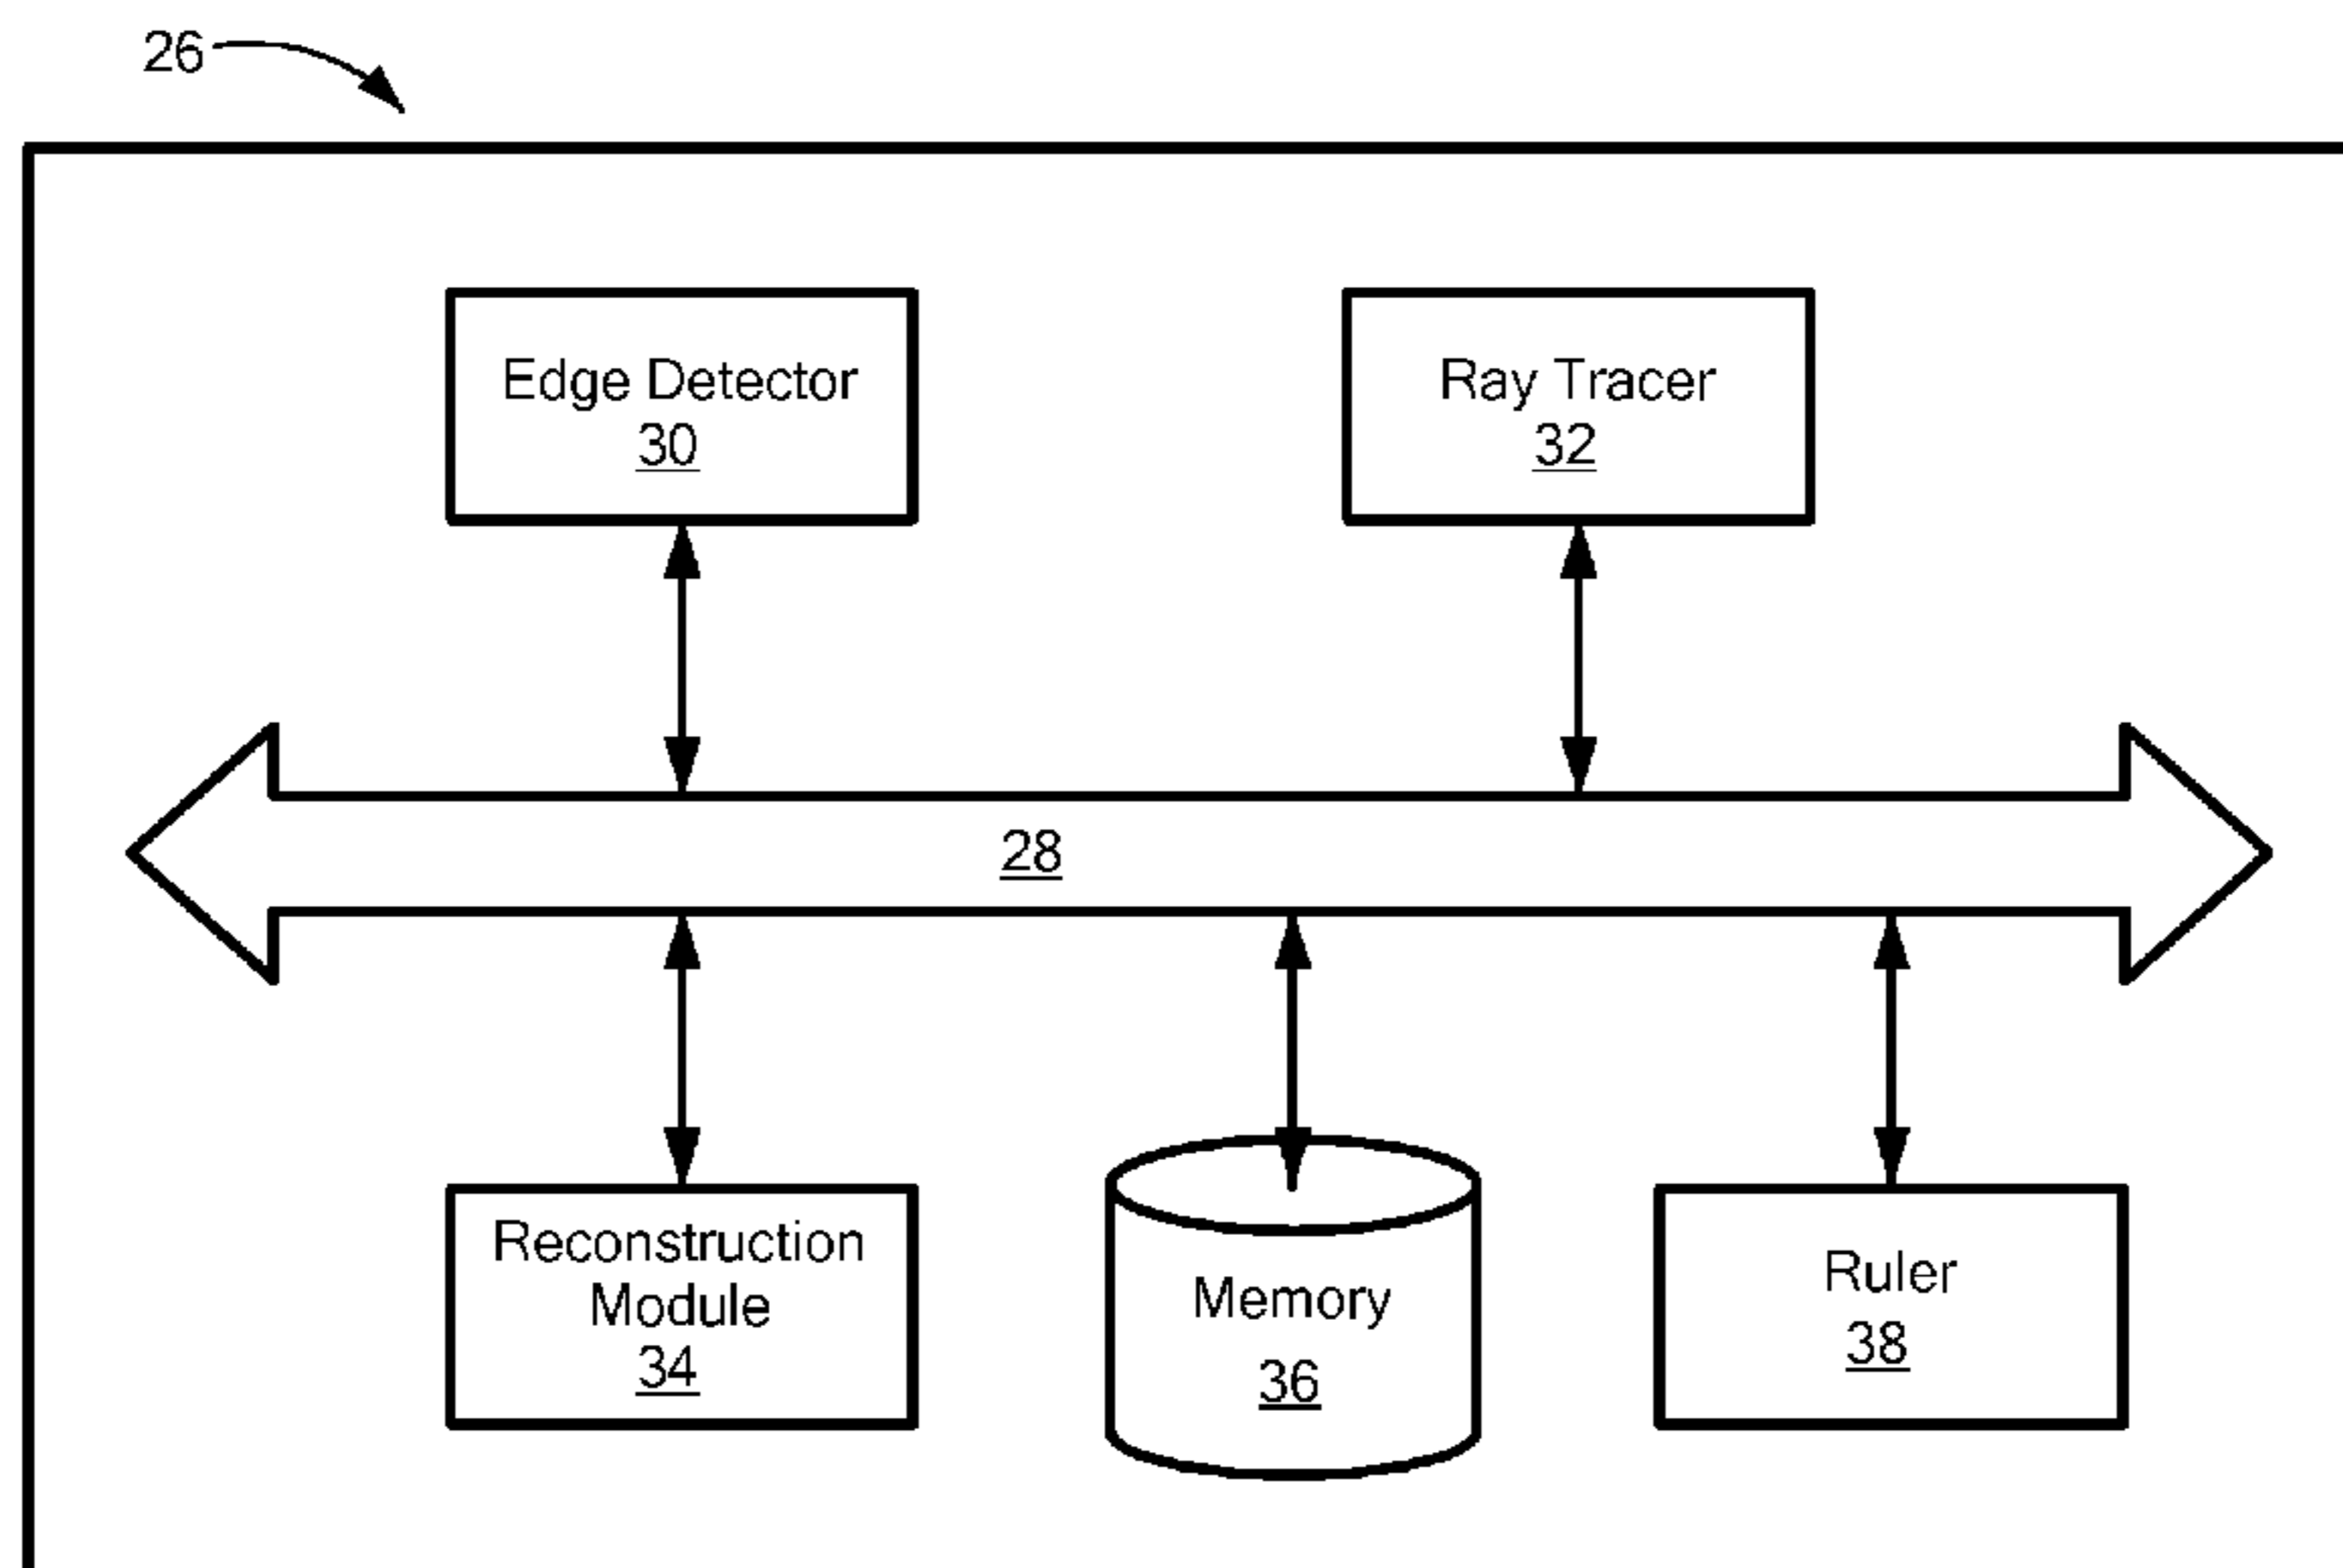 26
Edge Detector
30
Ray Tracer
32
28
Reconstruction
Module
34
Memory
36
Ruler
38